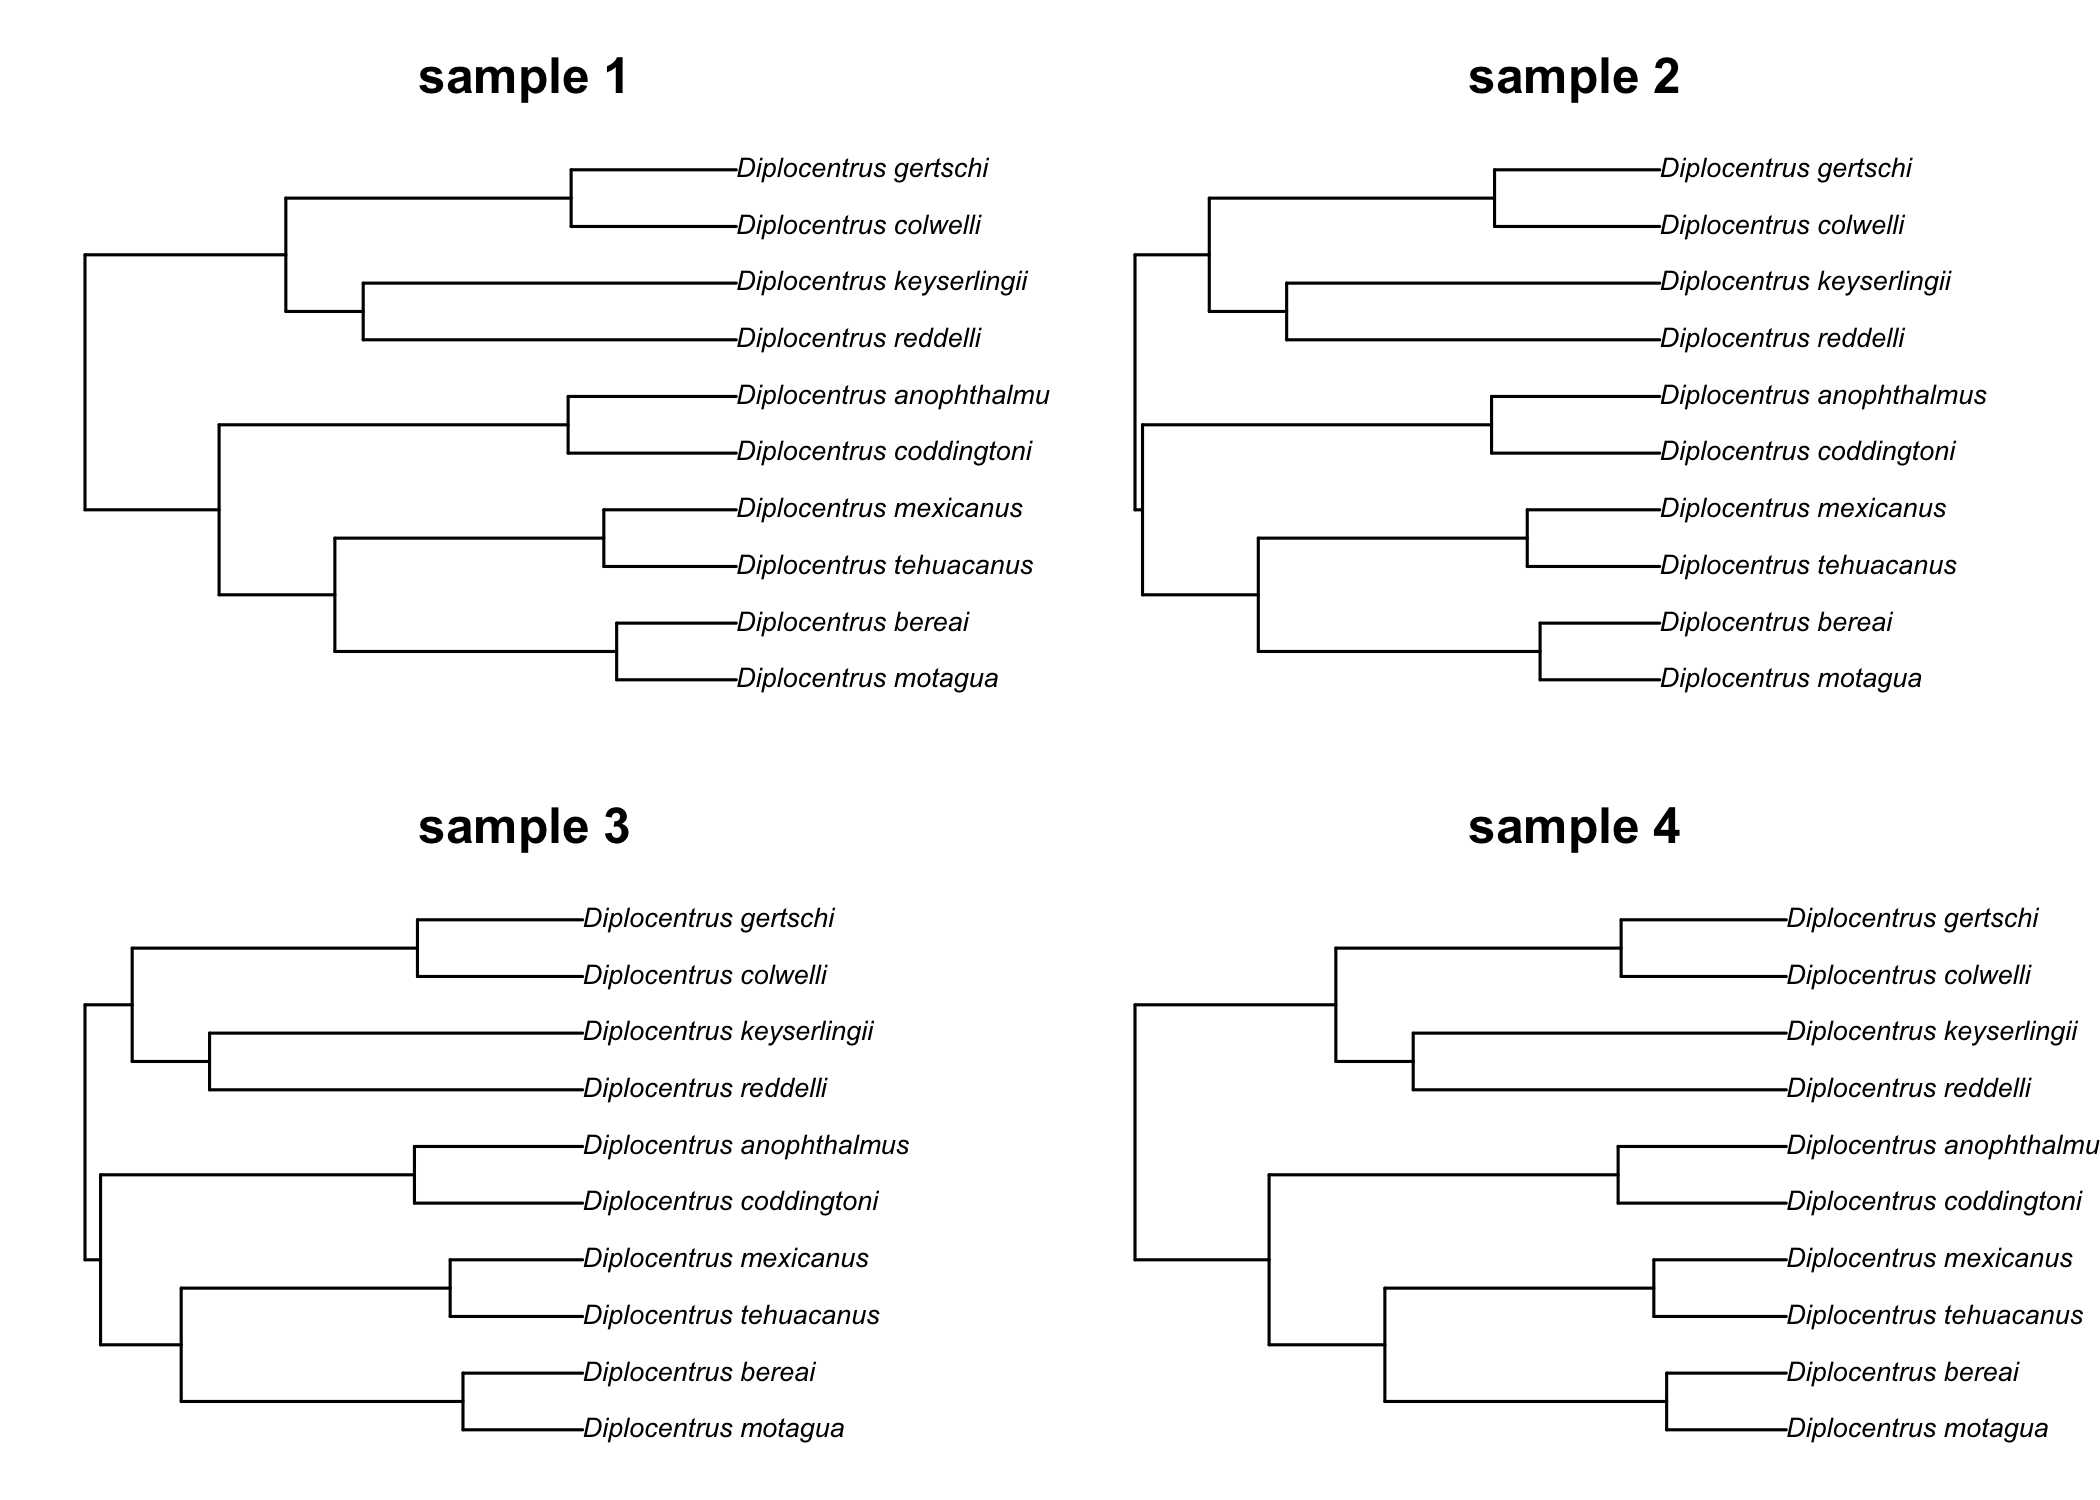 sample 1
Diplocentrus gertschi
Diplocentrus colwelli
Diplocentrus keyserlingii
Diplocentrus reddelli
Diplocentrus anophthalmu
Diplocentrus coddingtoni
Diplocentrus mexicanus
Diplocentrus tehuacanus
Diplocentrus bereai
Diplocentrus motagua
sample 2
Diplocentrus gertschi
Diplocentrus colwelli
Diplocentrus keyserlingii
Diplocentrus reddelli
Diplocentrus anophthalmus
Diplocentrus coddingtoni
Diplocentrus mexicanus
Diplocentrus tehuacanus
Diplocentrus bereai
Diplocentrus motagua
sample 3
Diplocentrus gertschi
Diplocentrus colwelli
Diplocentrus keyserlingii
Diplocentrus reddelli
Diplocentrus anophthalmus
Diplocentrus coddingtoni
Diplocentrus mexicanus
Diplocentrus tehuacanus
Diplocentrus bereai
Diplocentrus motagua
sample 4
Diplocentrus gertschi
Diplocentrus colwelli
Diplocentrus keyserlingii
Diplocentrus reddelli
Diplocentrus anophthalmu
Diplocentrus coddingtoni
Diplocentrus mexicanus
Diplocentrus tehuacanus
Diplocentrus bereai
Diplocentrus motagua